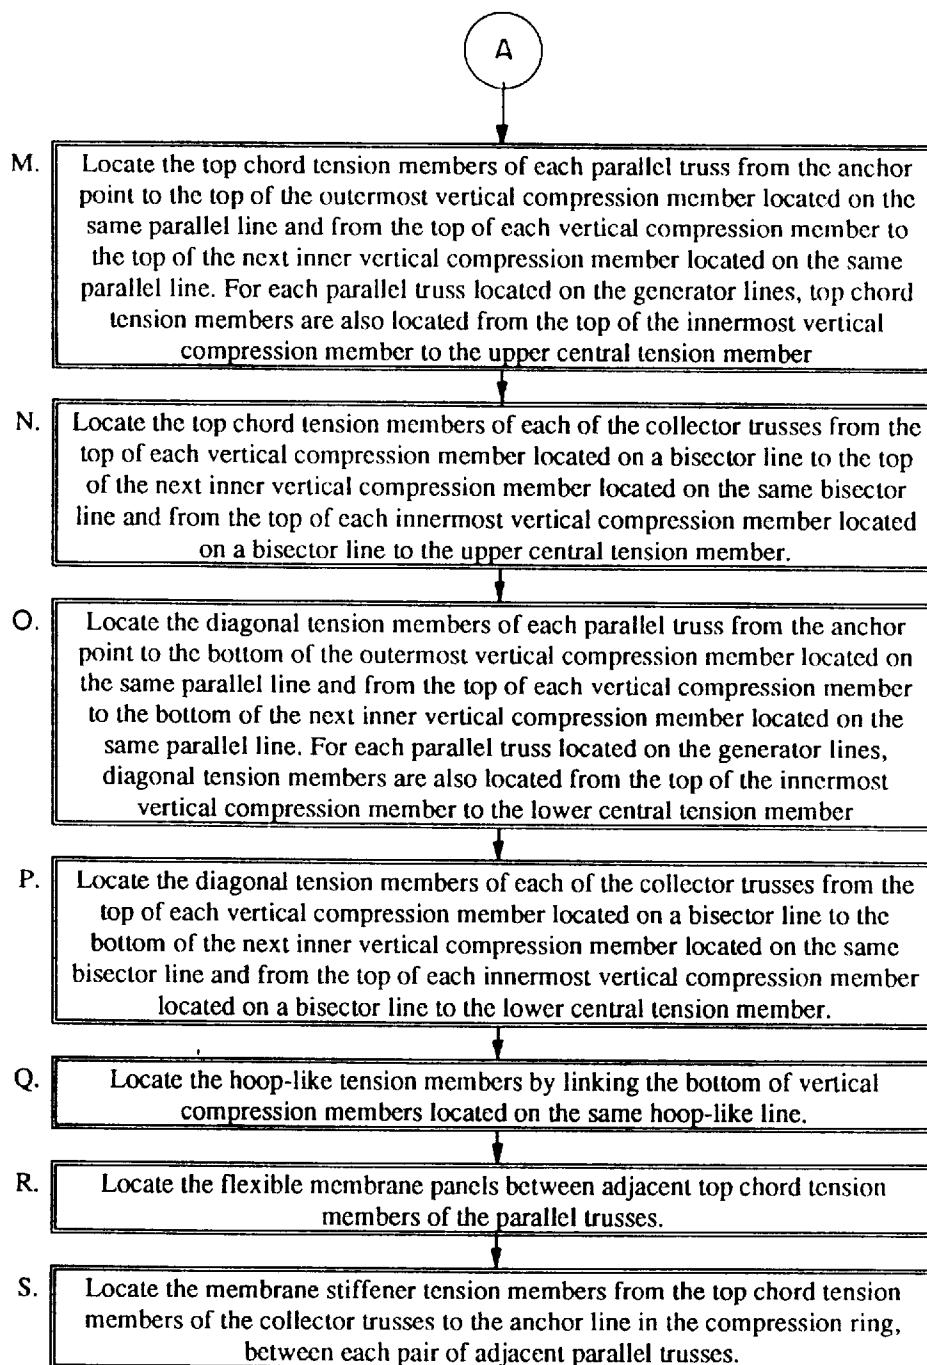 A
M. Locate the top chord tension members of each parallel truss from the anchor
point to the top of the outermost vertical compression member located on the
same parallel line and from the top of each vertical compression member to
the top of the next inner vertical compression member located on the same
parallel line. For each parallel truss located on the generator lines, top chord
tension members are also located from the top of the innermost vertical
compression member to the upper central tension member
N. Locate the top chord tension members of each of the collector trusses from the
top of each vertical compression member located on a bisector line to the top
of the next inner vertical compression member located on the same bisector
line and from the top of each innermost vertical compression member located
on a bisector line to the upper central tension member.
O. Locate the diagonal tension members of each parallel truss from the anchor
point to the bottom of the outermost vertical compression member located on
the same parallel line and from the top of each vertical compression member
to the bottom of the next inner vertical compression member located on the
same parallel line. For each parallel truss located on the generator lines,
diagonal tension members are also located from the top of the innermost
vertical compression member to the lower central tension member
P. Locate the diagonal tension members of each of the collector trusses from the
top of each vertical compression member located on a bisector line to the
bottom of the next inner vertical compression member located on the same
bisector line and from the top of each innermost vertical compression member
located on a bisector line to the lower central tension member.
Q. Locate the hoop-like tension members by linking the bottom of vertical
compression members located on the same hoop-like line.
R. Locate the flexible membrane panels between adjacent top chord tension
members of the parallel trusses.
S. Locate the membrane stiffener tension members from the top chord tension
members of the collector trusses to the anchor line in the compression ring,
between each pair of adjacent parallel trusses.